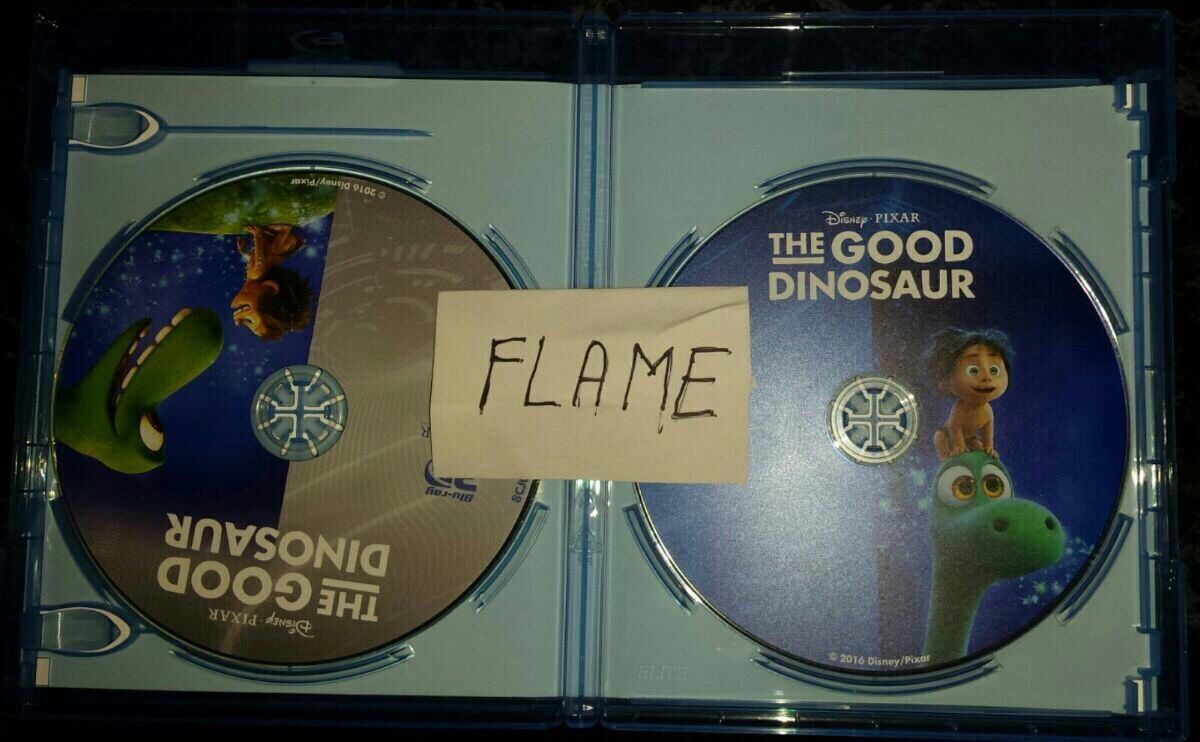 © 2016 Disney/Pixar
Blu-ray
THE GOOD
DINOSAUR
DISNEY · PIXAR
FLAME
DISNEY · PIXAR
THE GOOD
DINOSAUR
© 2016 Disney/Pixar
ELITE